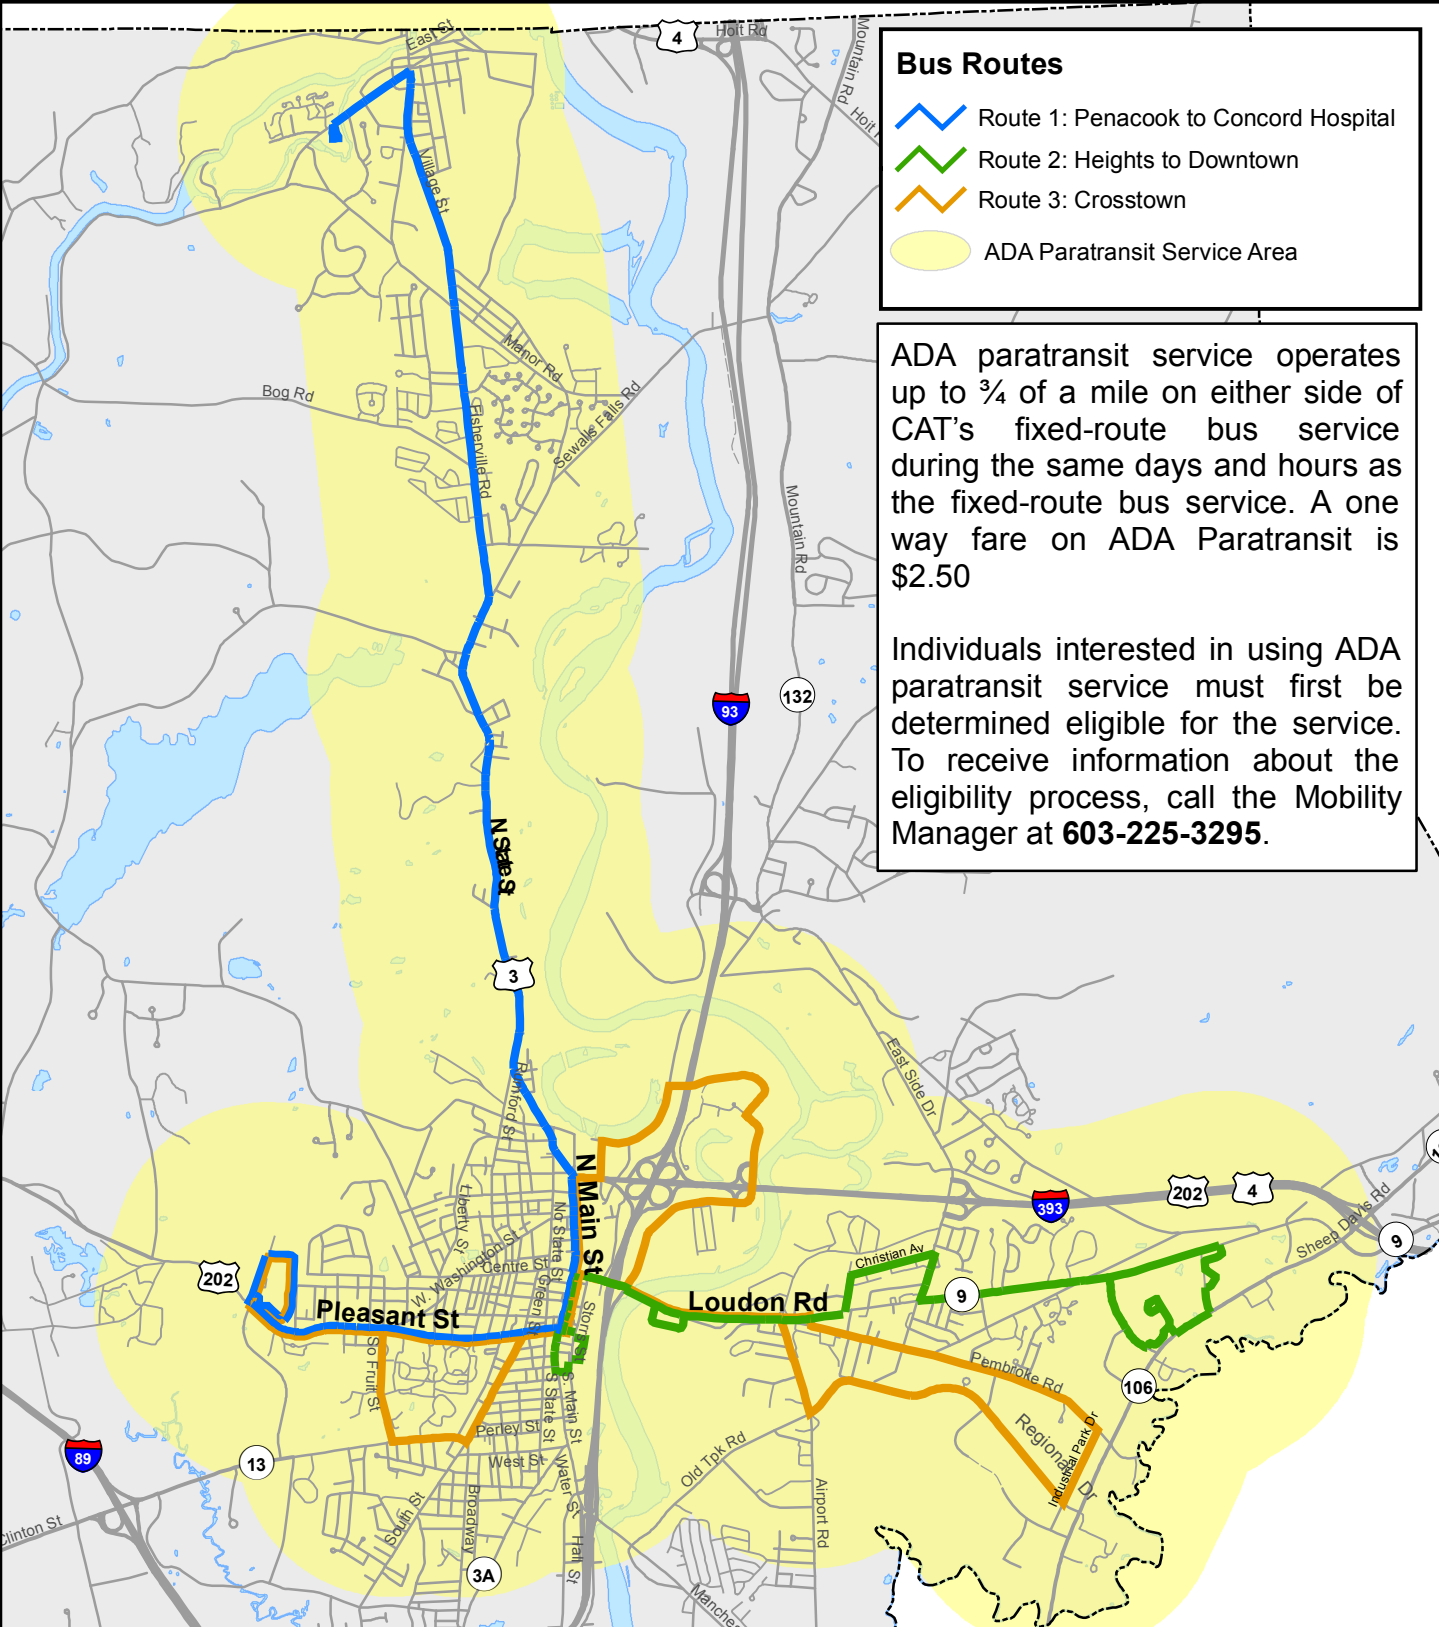 Bus Routes
Route 1: Penacook to Concord Hospital
Route 2: Heights to Downtown
Route 3: Crosstown
ADA Paratransit Service Area
ADA paratransit service operates
up to ¾ of a mile on either side of
CAT’s fixed-route bus service
during the same days and hours as
the fixed-route bus service. A one
way fare on ADA Paratransit is
$2.50
Individuals interested in using ADA
paratransit service must first be
determined eligible for the service.
To receive information about the
eligibility process, call the Mobility
Manager at 603-225-3295.
East St
4
Hoit Rd
Mountain Rd
Village St
Manor Rd
Bog Rd
Fisherville Rd
Sewalls Falls Rd
Mountain Rd
93
132
N State St
3
Rumford St
East Side Dr
N Main St
Liberty St
No State St
W. Washington St
Centre St
Green St
393
202
4
Sheep Davis Rd
9
Christian Av
9
202
Pleasant St
Storrs St
Loudon Rd
So Fruit St
S State St
S. Main St
Pembroke Rd
106
Perley St
West St
Regional Dr
Industrial Park Dr
Old Tpk Rd
Airport Rd
Water St
89
13
Clinton St
South St
Broadway
Hall St
3A